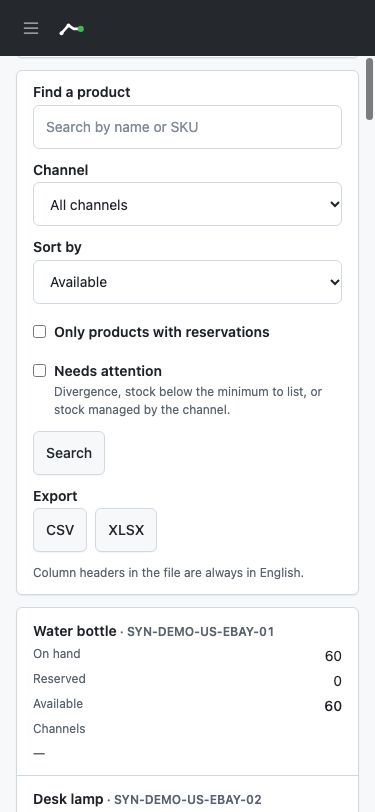 Find a product
Search by name or SKU
Channel
All channels
Sort by
Available
Only products with reservations
Needs attention
Divergence, stock below the minimum to list, or
stock managed by the channel.
Search
Export
CSV XLSX
Column headers in the file are always in English.
Water bottle · SYN-DEMO-US-EBAY-01
On hand 60
Reserved 0
Available 60
Channels
—
Desk lamp · SYN-DEMO-US-EBAY-02